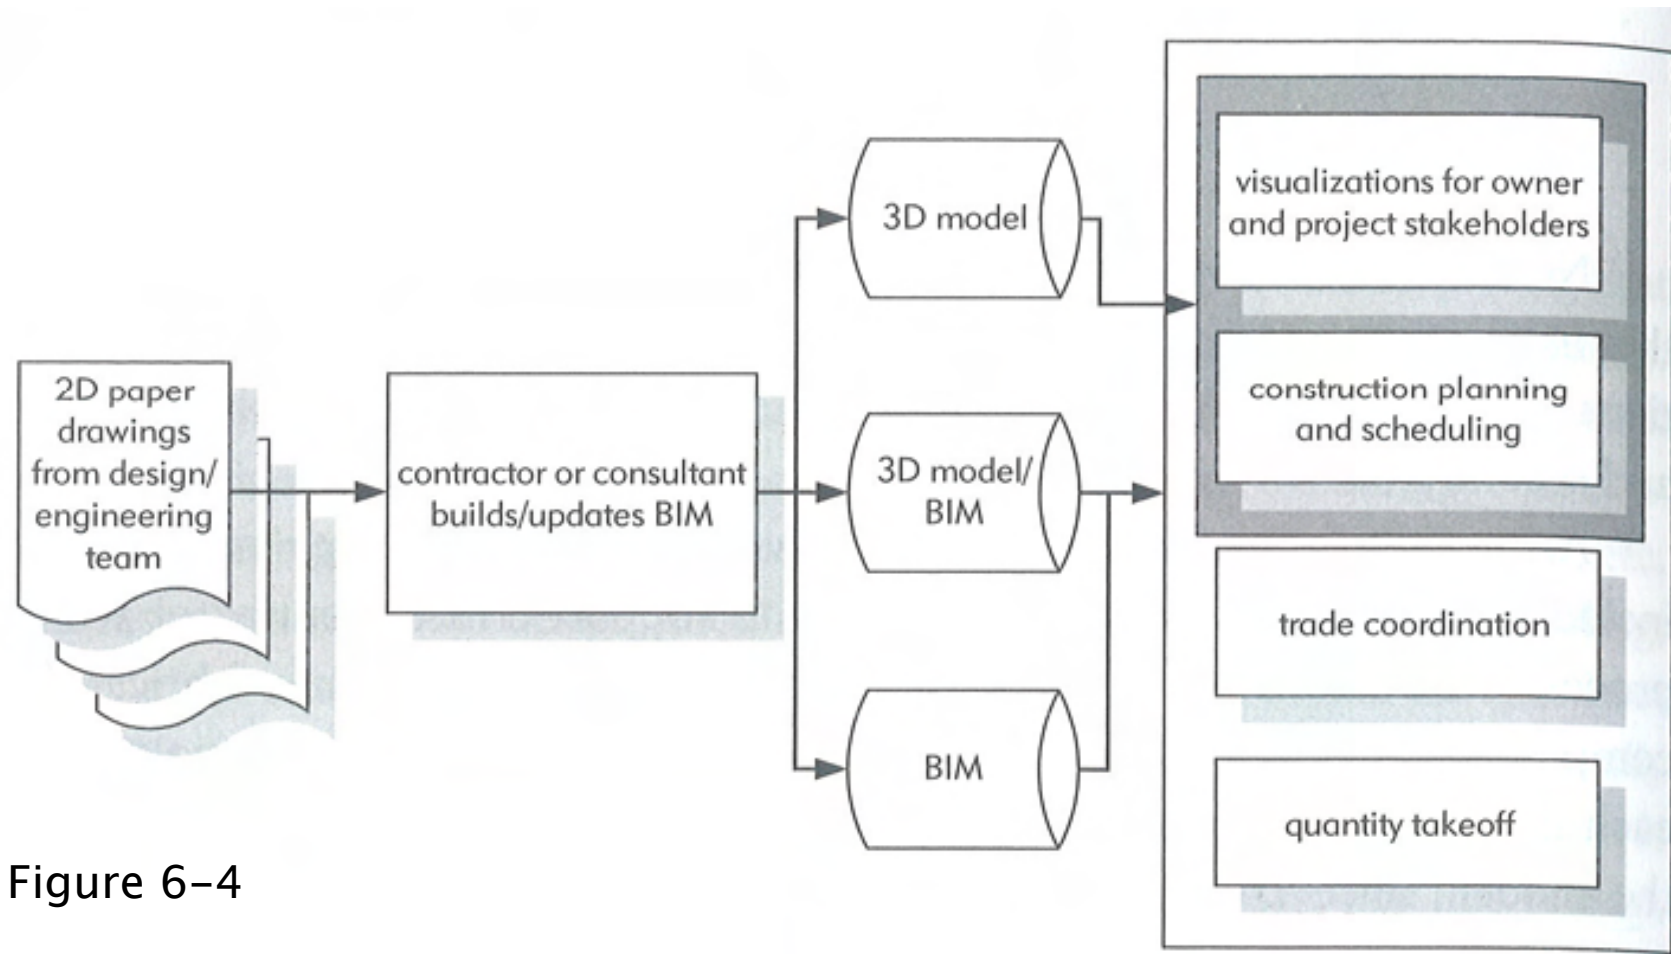 2D paper
drawings
from design/
engineering
team
contractor or consultant
builds/updates BIM
3D model
3D model/
BIM
BIM
visualizations for owner
and project stakeholders
construction planning
and scheduling
trade coordination
quantity takeoff
Figure 6-4